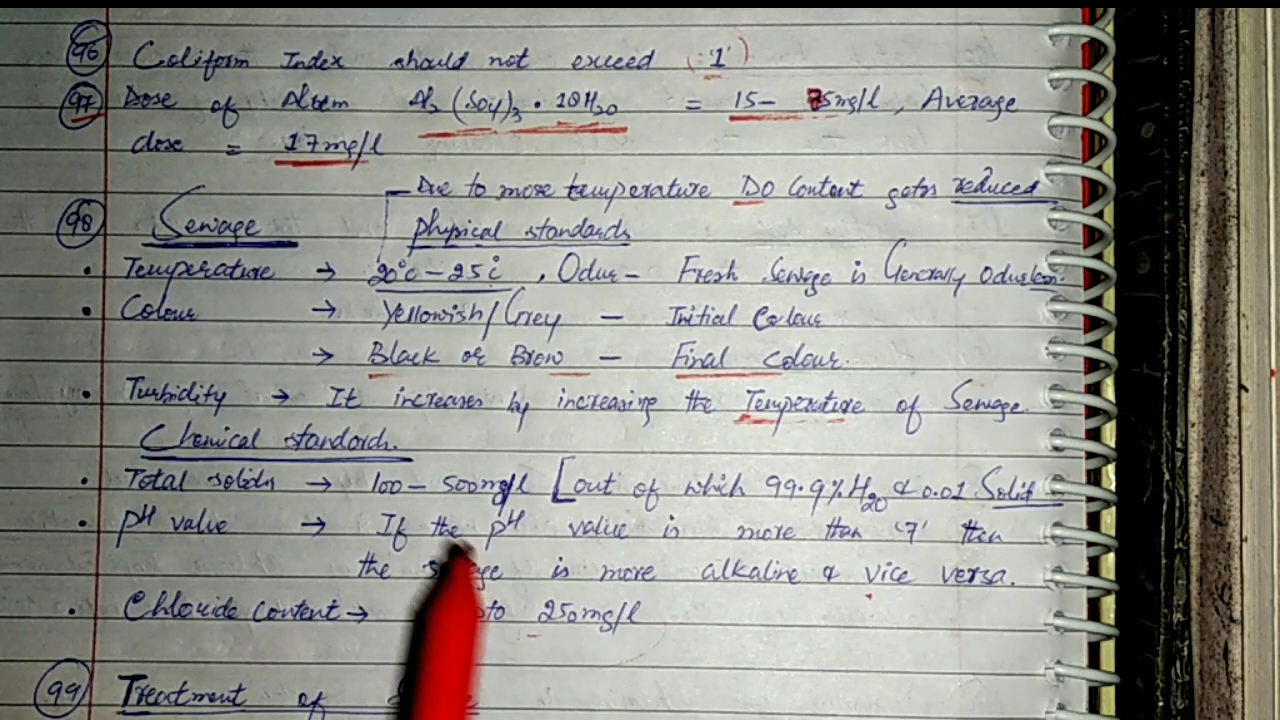 96 Coliform Index should not exceed '1'
97 Dose of Alum Al2(SO4)3 . 18H2O = 15- 75mg/l, Average
dose = 17mg/l
Due to more temperature DO Content gets reduced
98 Sewage Physical standards
• Temperature → 20°c - 25°c, Odur - Fresh Sewage is Generally Odurless.
• Colour → Yellowish/Grey - Initial Colour
→ Black or Brow - Final Colour.
• Turbidity → It increases by increasing the Temperature of Sewage.
Chemical standards.
• Total solids → 100 - 500mg/l [out of which 99.9% H2O & 0.01 Solid
• pH value → If the pH value is more than '7' then
the is more alkaline & vice versa.
• Chloride content → 250mg/l
99 Treatment of